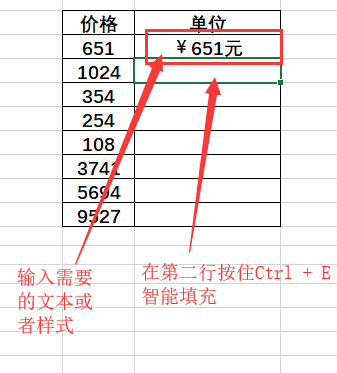 价格 单位
651 ￥651元
1024
354
254
108
3741
5694
9527
输入需要
的文本或
者样式
在第二行按住Ctrl + E
智能填充